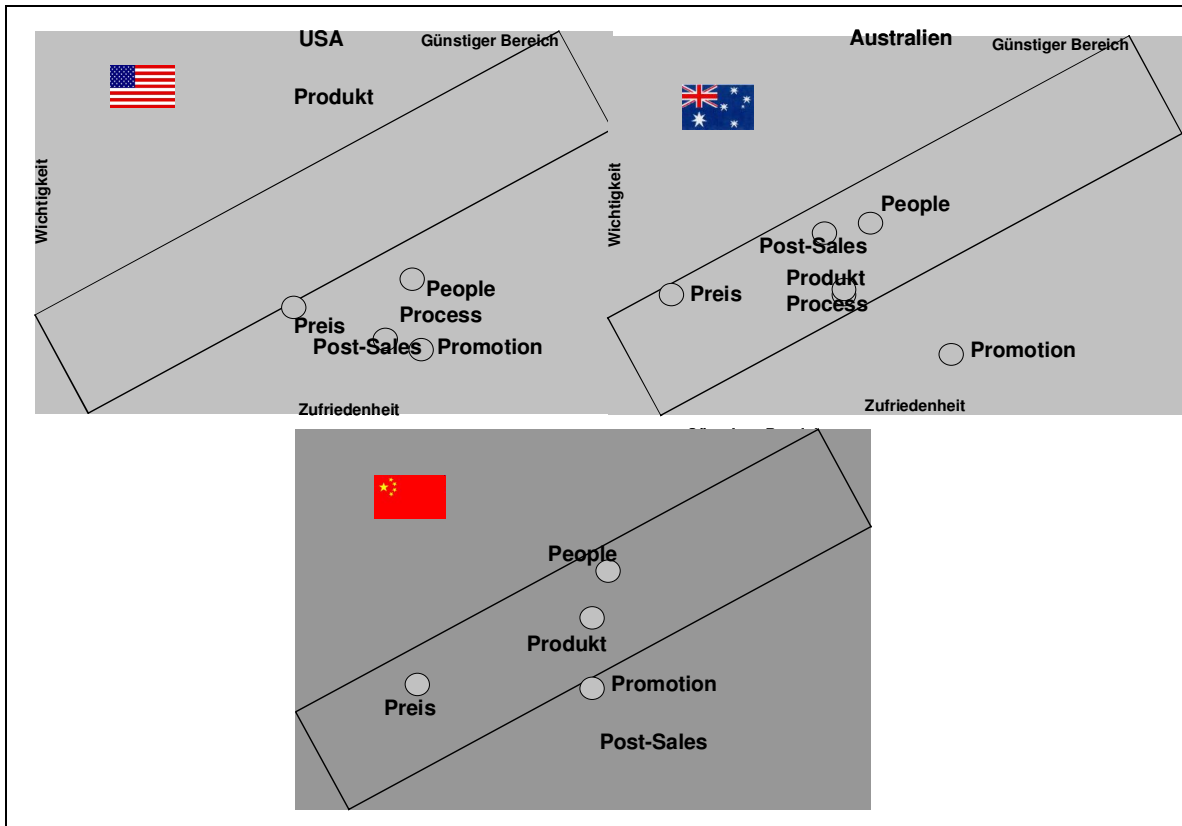 USA
Günstiger Bereich
Produkt
Wichtigkeit
People
Process
Preis
Post-Sales
Promotion
Zufriedenheit
Australien
Günstiger Bereich
Wichtigkeit
People
Post-Sales
Produkt
Preis
Process
Promotion
Zufriedenheit
People
Produkt
Promotion
Preis
Post-Sales